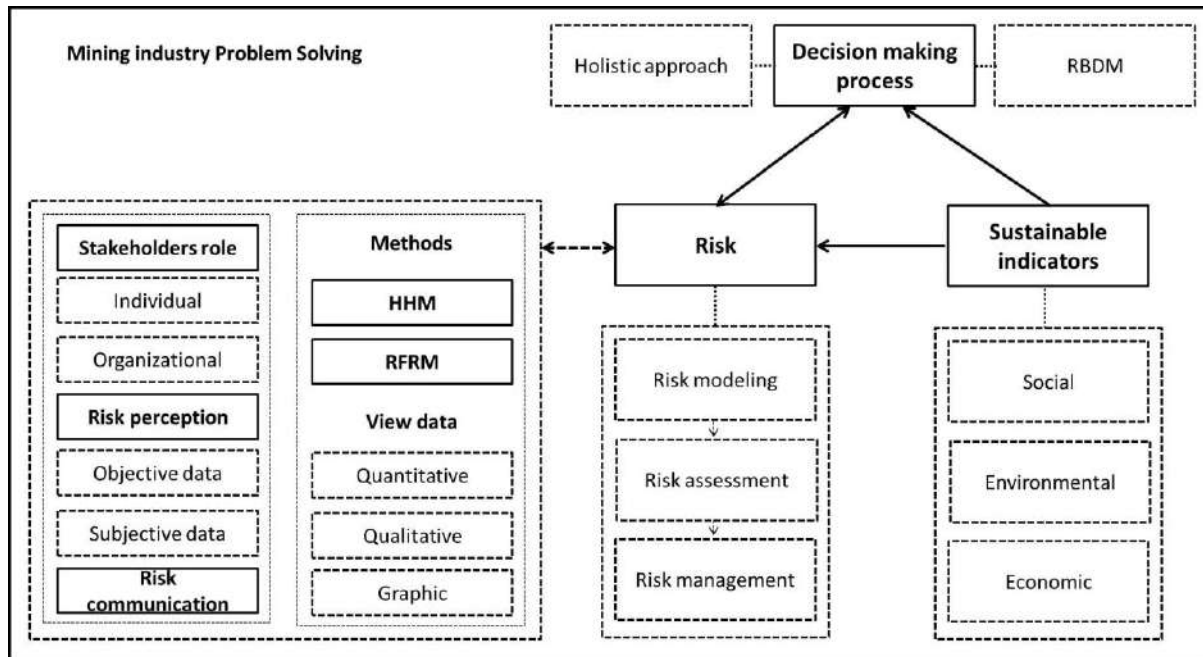 Mining industry Problem Solving
Holistic approach
Decision making
process
RBDM
Stakeholders role
Individual
Organizational
Risk perception
Objective data
Subjective data
Risk
communication
Methods
HHM
RFRM
View data
Quantitative
Qualitative
Graphic
Risk
Risk modeling
Risk assessment
Risk management
Sustainable
indicators
Social
Environmental
Economic